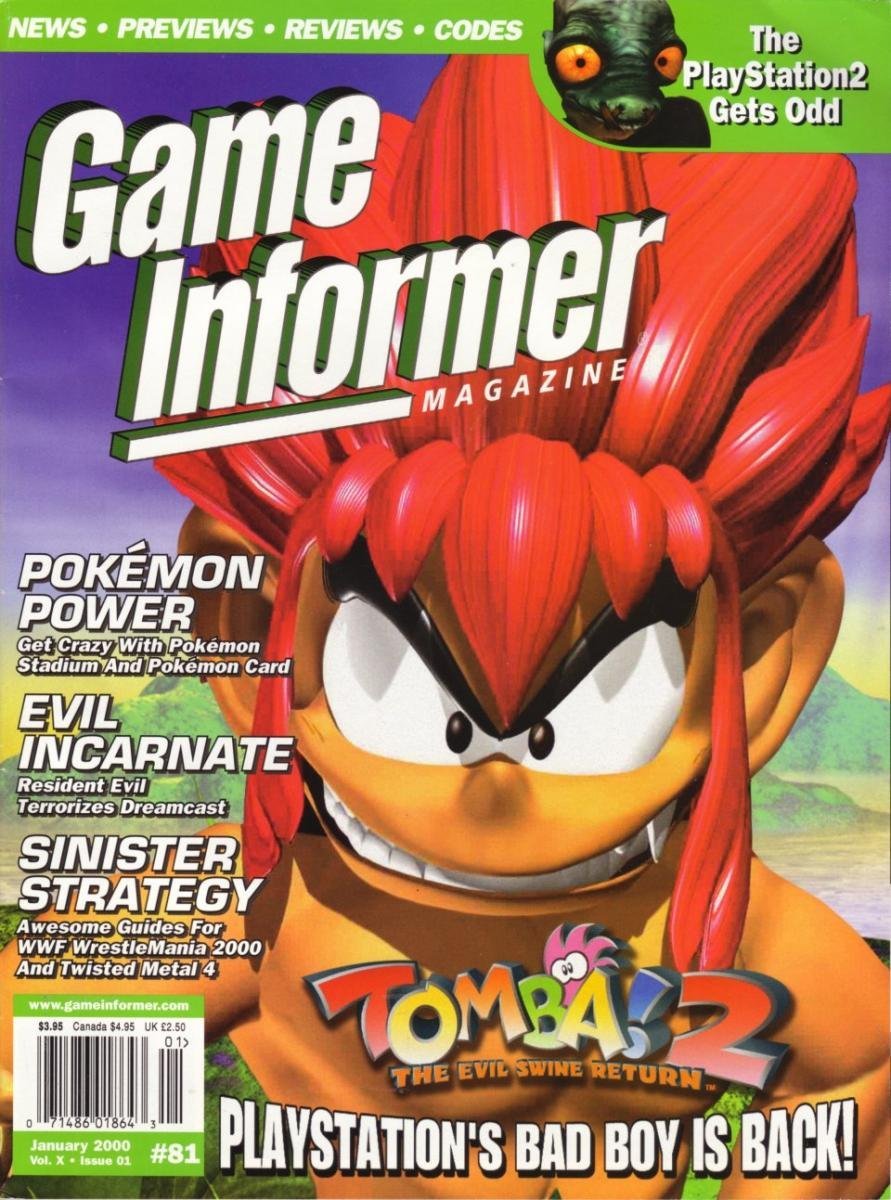 NEWS • PREVIEWS • REVIEWS • CODES
The
PlayStation2
Gets Odd
Game
Informer
®
MAGAZINE
POKÉMON
POWER
Get Crazy With Pokémon
Stadium And Pokémon Card
EVIL
INCARNATE
Resident Evil
Terrorizes Dreamcast
SINISTER
STRATEGY
Awesome Guides For
WWF WrestleMania 2000
And Twisted Metal 4
TOMBA!2
THE EVIL SWINE RETURN™
PLAYSTATION'S BAD BOY IS BACK!
www.gameinformer.com
$3.95 Canada $4.95 UK £2.50
01>
0 71486 01864 3
January 2000
Vol. X • Issue 01
#81